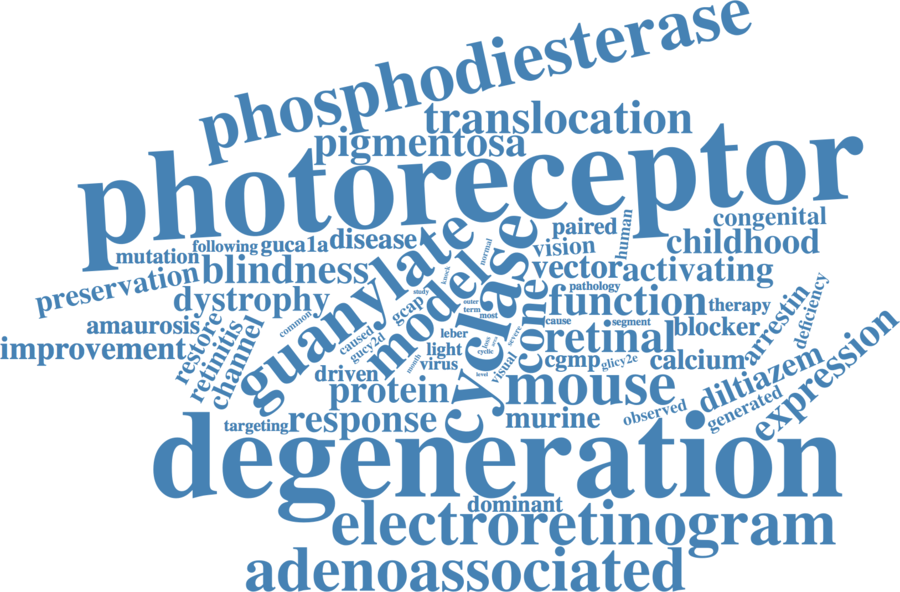 phosphodiesterase
translocation
pigmentosa
photoreceptor
congenital
paired
human
childhood
vision
normal
mutation
following
guca1a
disease
guanylate
cyclase
model
knock
preservation
blindness
vector
activating
pathology
dystrophy
study
gcap
outer
term
most
function
therapy
arrestin
deficiency
amaurosis
restore
common
caused
gucy2d
leber
severe
cause
segment
blocker
cone
retinal
improvement
retinitis
channel
light
virus
month
cyclic
level
visual
cgmp
glicy2e
calcium
driven
protein
mouse
diltiazem
generated
expression
targeting
response
murine
observed
degeneration
dominant
electroretinogram
adenoassociated